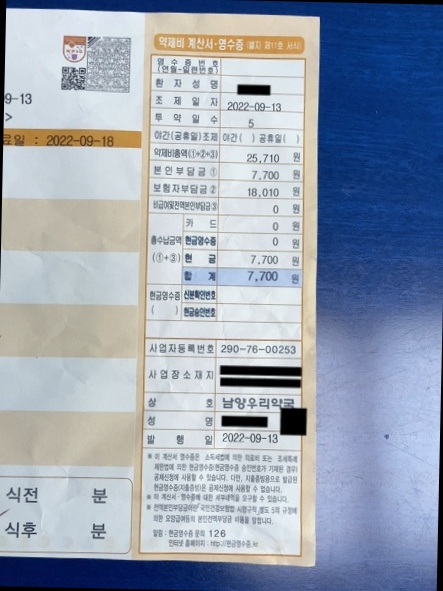 약제비 계산서·영수증 (별지 제11호 서식)
영수증번호
(연월-일련번호)
환자성명
9-13
조제일자 2022-09-13
>
투약일수 5
료일 : 2022-09-18
야간(공휴일)조제 야간( ) 공휴일( )
약제비총액(①+②+③) 25,710 원
본인부담금① 7,700 원
보험자부담금② 18,010 원
비급여및전액본인부담금③ 0 원
총수납금액
(①+③)
카드 0 원
현금영수증 0 원
현금 7,700 원
합계 7,700 원
현금영수증
( )
신분확인번호
현금승인번호
사업자등록번호 290-76-00253
사업장소재지
상호 남양우리약국
성명
발행일 2022-09-13
* 이 계산서·영수증은 소득세법에 의한 의료비 또는 조세특례
제한법에 의한 현금영수증(현금영수증 승인번호가 기재된 경우)
공제신청에 사용할 수 있습니다. 다만, 지출증빙용으로 발급된
현금영수증(지출증빙)은 공제신청에 사용할 수 없습니다.
* 이 계산서·영수증에 대한 세부내역을 요구할 수 있습니다.
* 전액본인부담금이란 국민건강보험법 시행규칙 별도 5의 규정에
의한 요양급여등의 본인전액부담금 비용을 말합니다.
알림 : 현금영수증 문의 126
인터넷 홈페이지 : http://현금영수증.kr
식전 분
식후 분